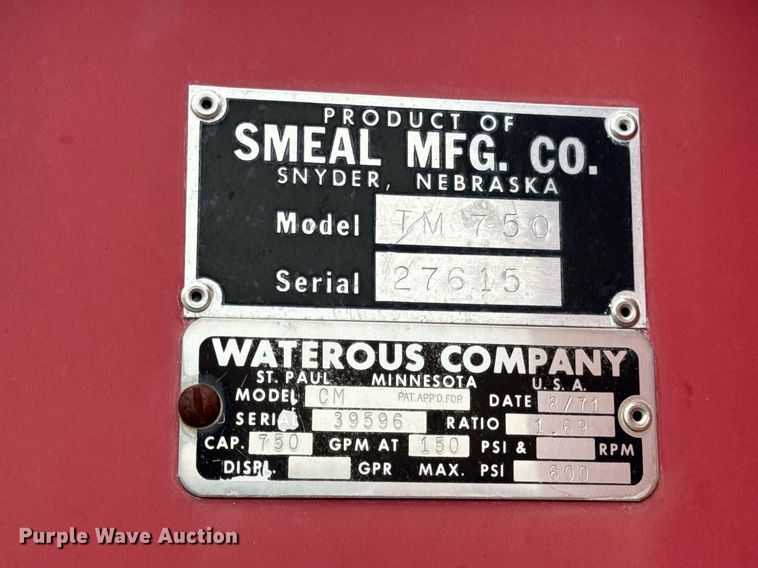 PRODUCT OF
SMEAL MFG. CO.
SNYDER, NEBRASKA
Model TM 750
Serial 27615
WATEROUS COMPANY
ST. PAUL MINNESOTA U.S.A.
MODEL CM PAT. APP'D. FOR DATE 8/71
SERIAL 39596 RATIO 1.69
CAP. 750 GPM AT 150 PSI & RPM
DISPL. GPR MAX. PSI 600
Purple Wave Auction